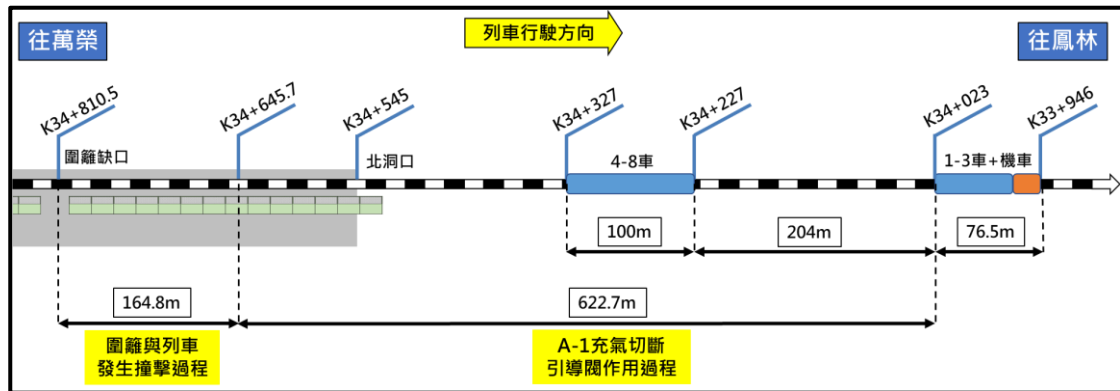 往萬榮
列車行駛方向
往鳳林
K34+810.5
K34+645.7
K34+545
K34+327
K34+227
K34+023
K33+946
圍籬缺口
北洞口
4-8車
1-3車+機車
100m
204m
76.5m
164.8m
622.7m
圍籬與列車
發生撞擊過程
A-1充氣切斷
引導閥作用過程